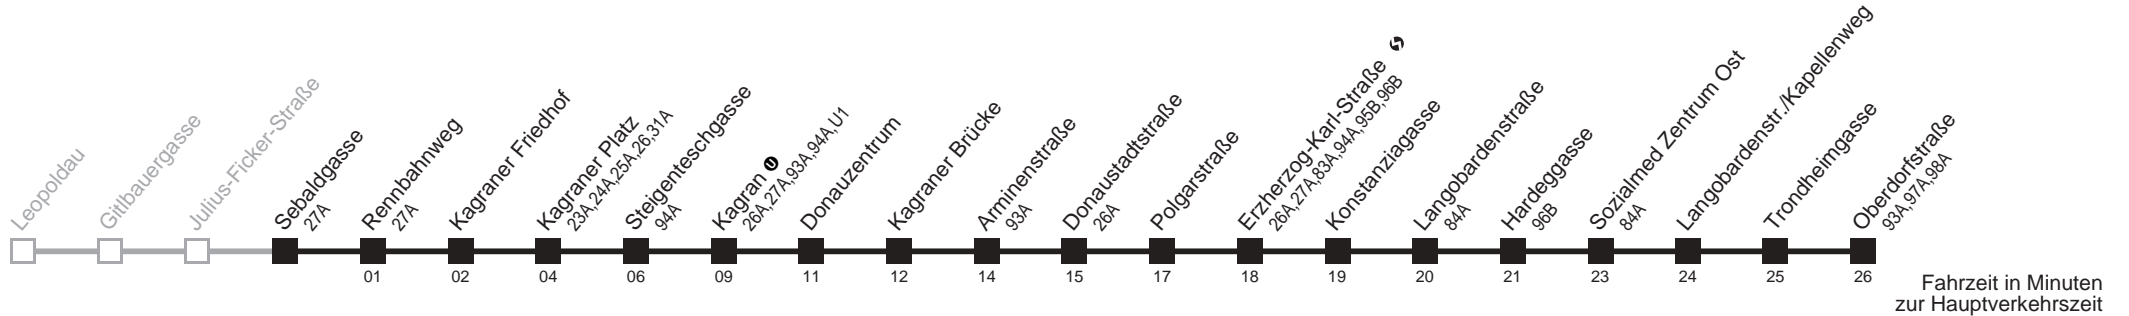 Leopoldau
Gitlbauergasse
Julius-Ficker-Straße
Sebaldgasse
27A
Rennbahnweg
27A
Kagraner Friedhof
Kagraner Platz
23A,24A,25A,26,31A
Steigenteschgasse
94A
Kagran U
26A,27A,93A,94A,U1
Donauzentrum
Kagraner Brücke
Arminenstraße
93A
Donaustadtstraße
26A
Polgarstraße
Erzherzog-Karl-Straße S
26A,27A,83A,94A,95B,96B
Konstanziagasse
Langobardenstraße
84A
Hardeggasse
96B
Sozialmed Zentrum Ost
84A
Langobardenstr./Kapellenweg
Trondheimgasse
Oberdorfstraße
93A,97A,98A
01 02 04 06 09 11 12 14 15 17 18 19 20 21 23 24 25 26
Fahrzeit in Minuten
zur Hauptverkehrszeit